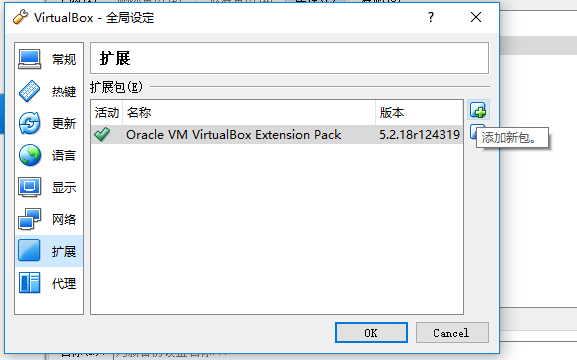 VirtualBox - 全局设定
常规
热键
更新
语言
显示
网络
扩展
代理
扩展
扩展包(E)
活动 名称 版本
Oracle VM VirtualBox Extension Pack 5.2.18r124319
添加新包。
OK Cancel